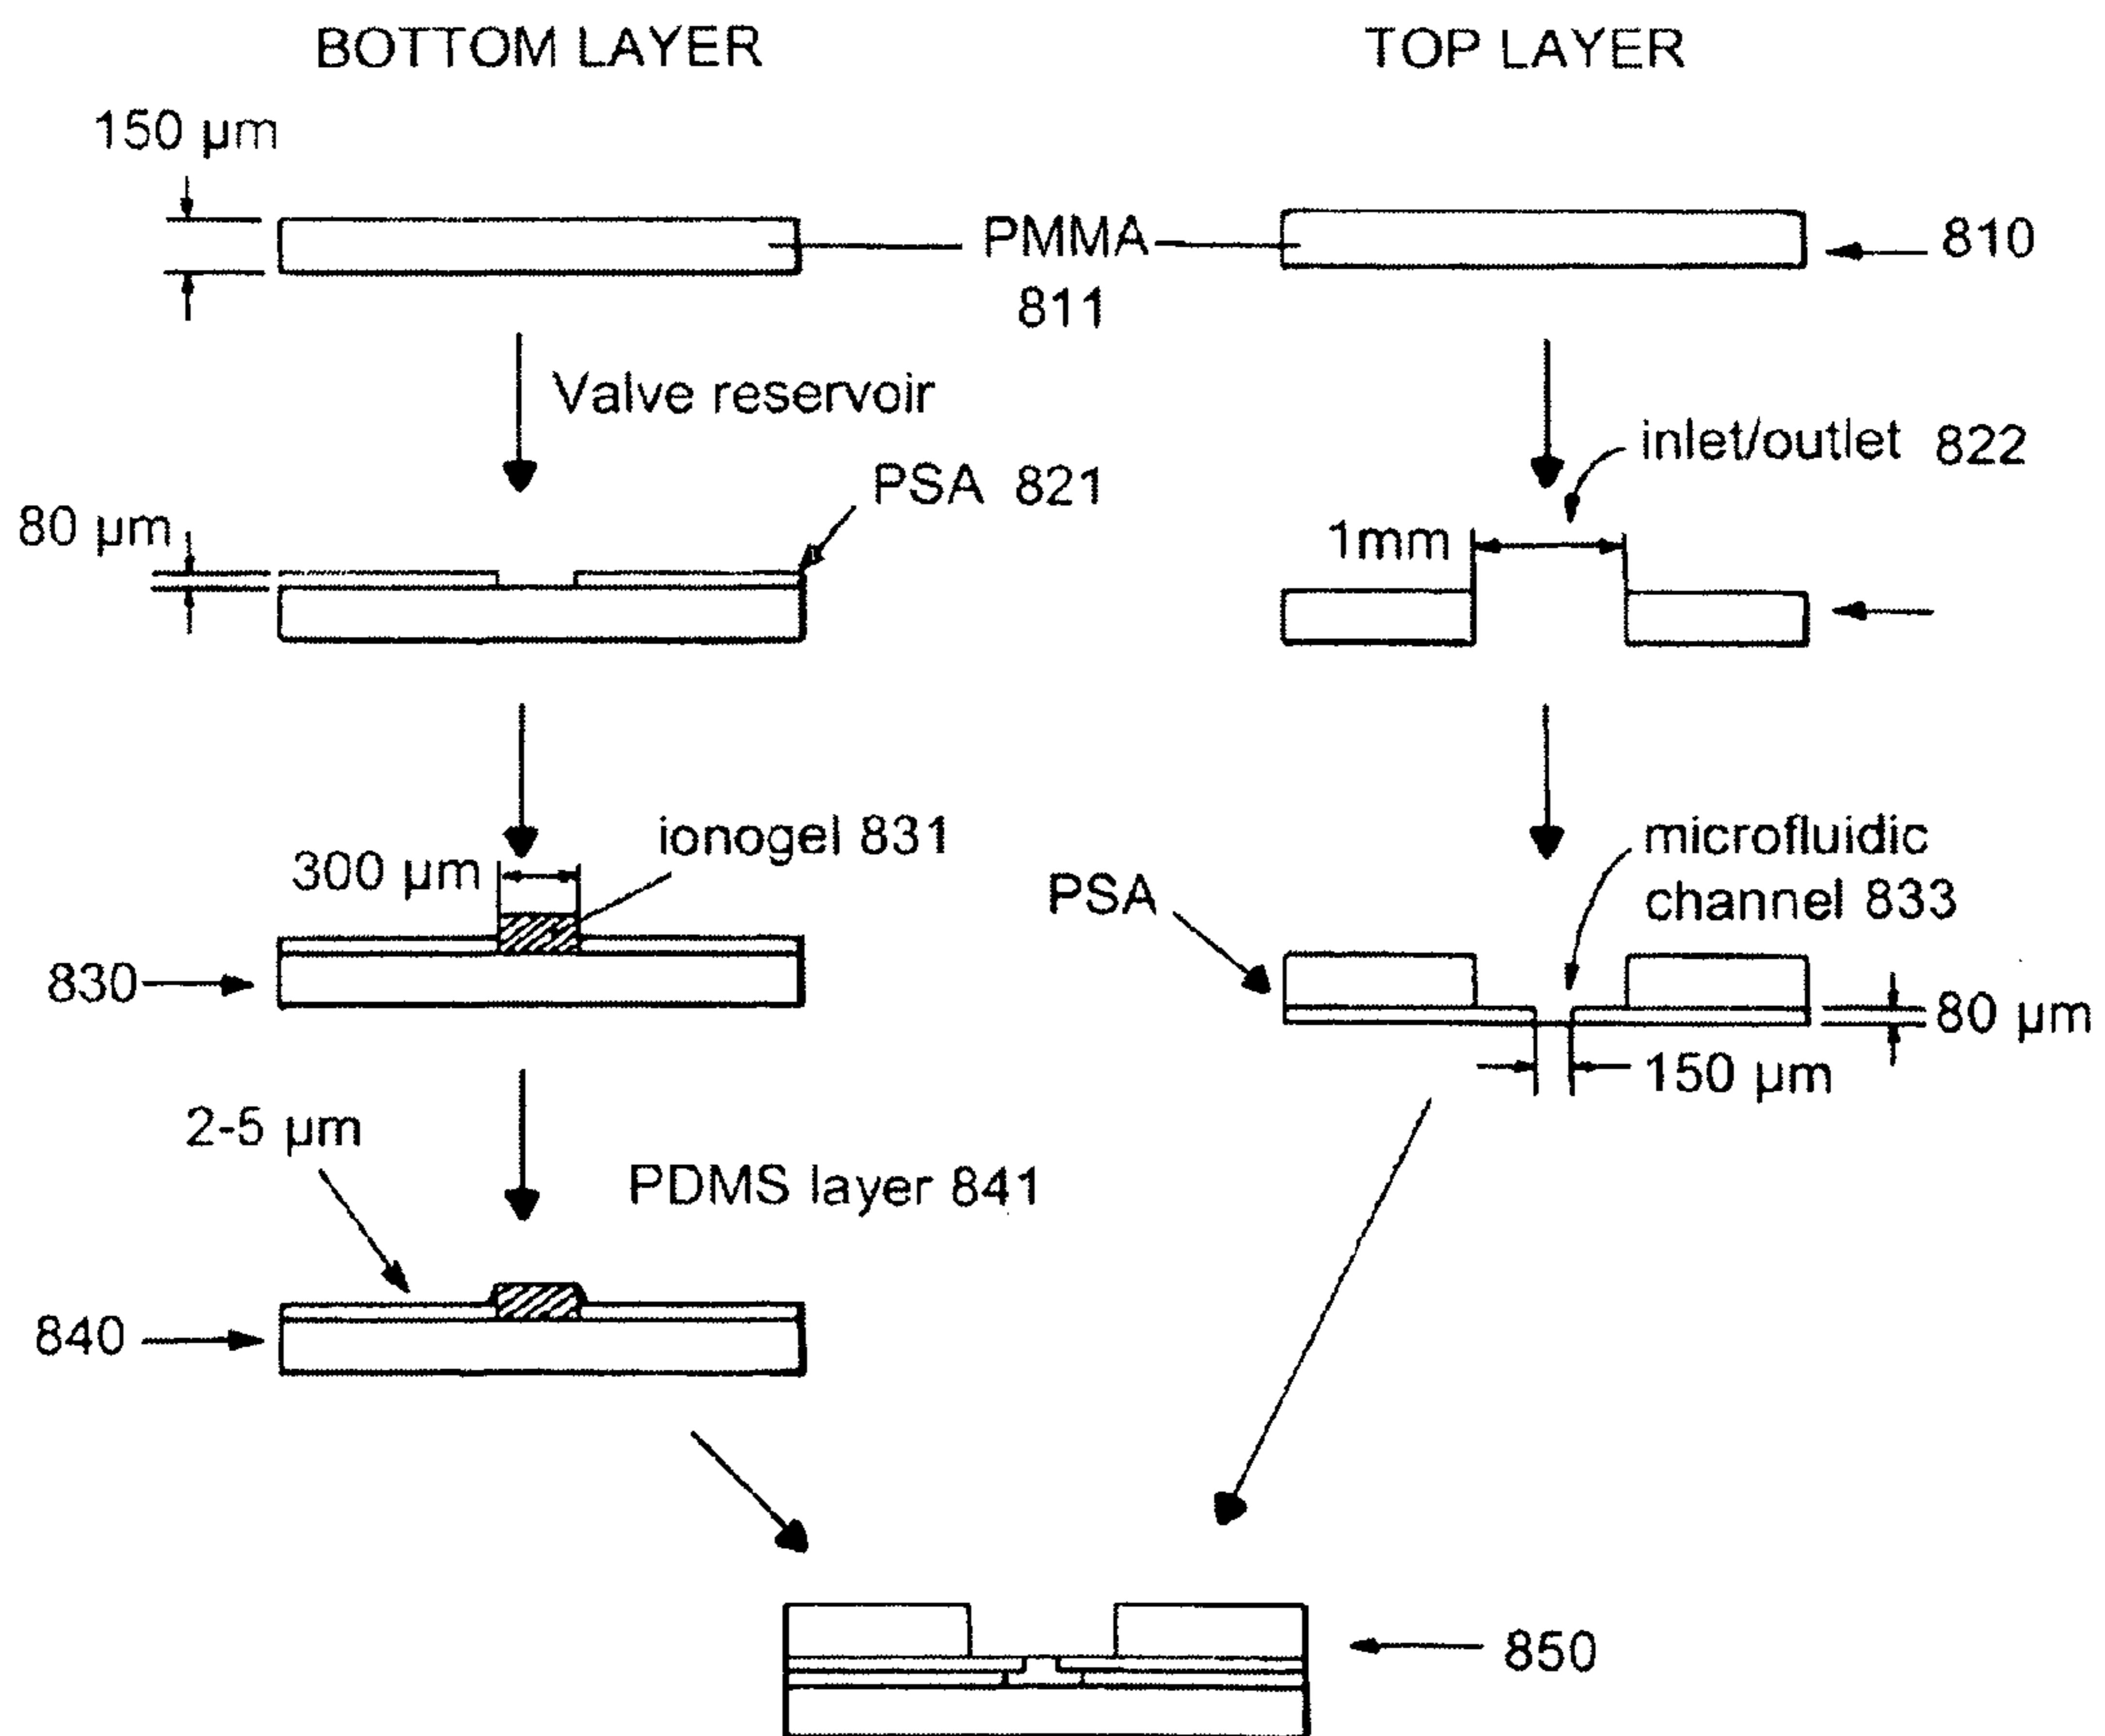 BOTTOM LAYER
TOP LAYER
150 µm
PMMA
811
810
Valve reservoir
inlet/outlet 822
PSA 821
80 µm
1mm
ionogel 831
300 µm
microfluidic
channel 833
PSA
830
80 µm
150 µm
2-5 µm
PDMS layer 841
840
850